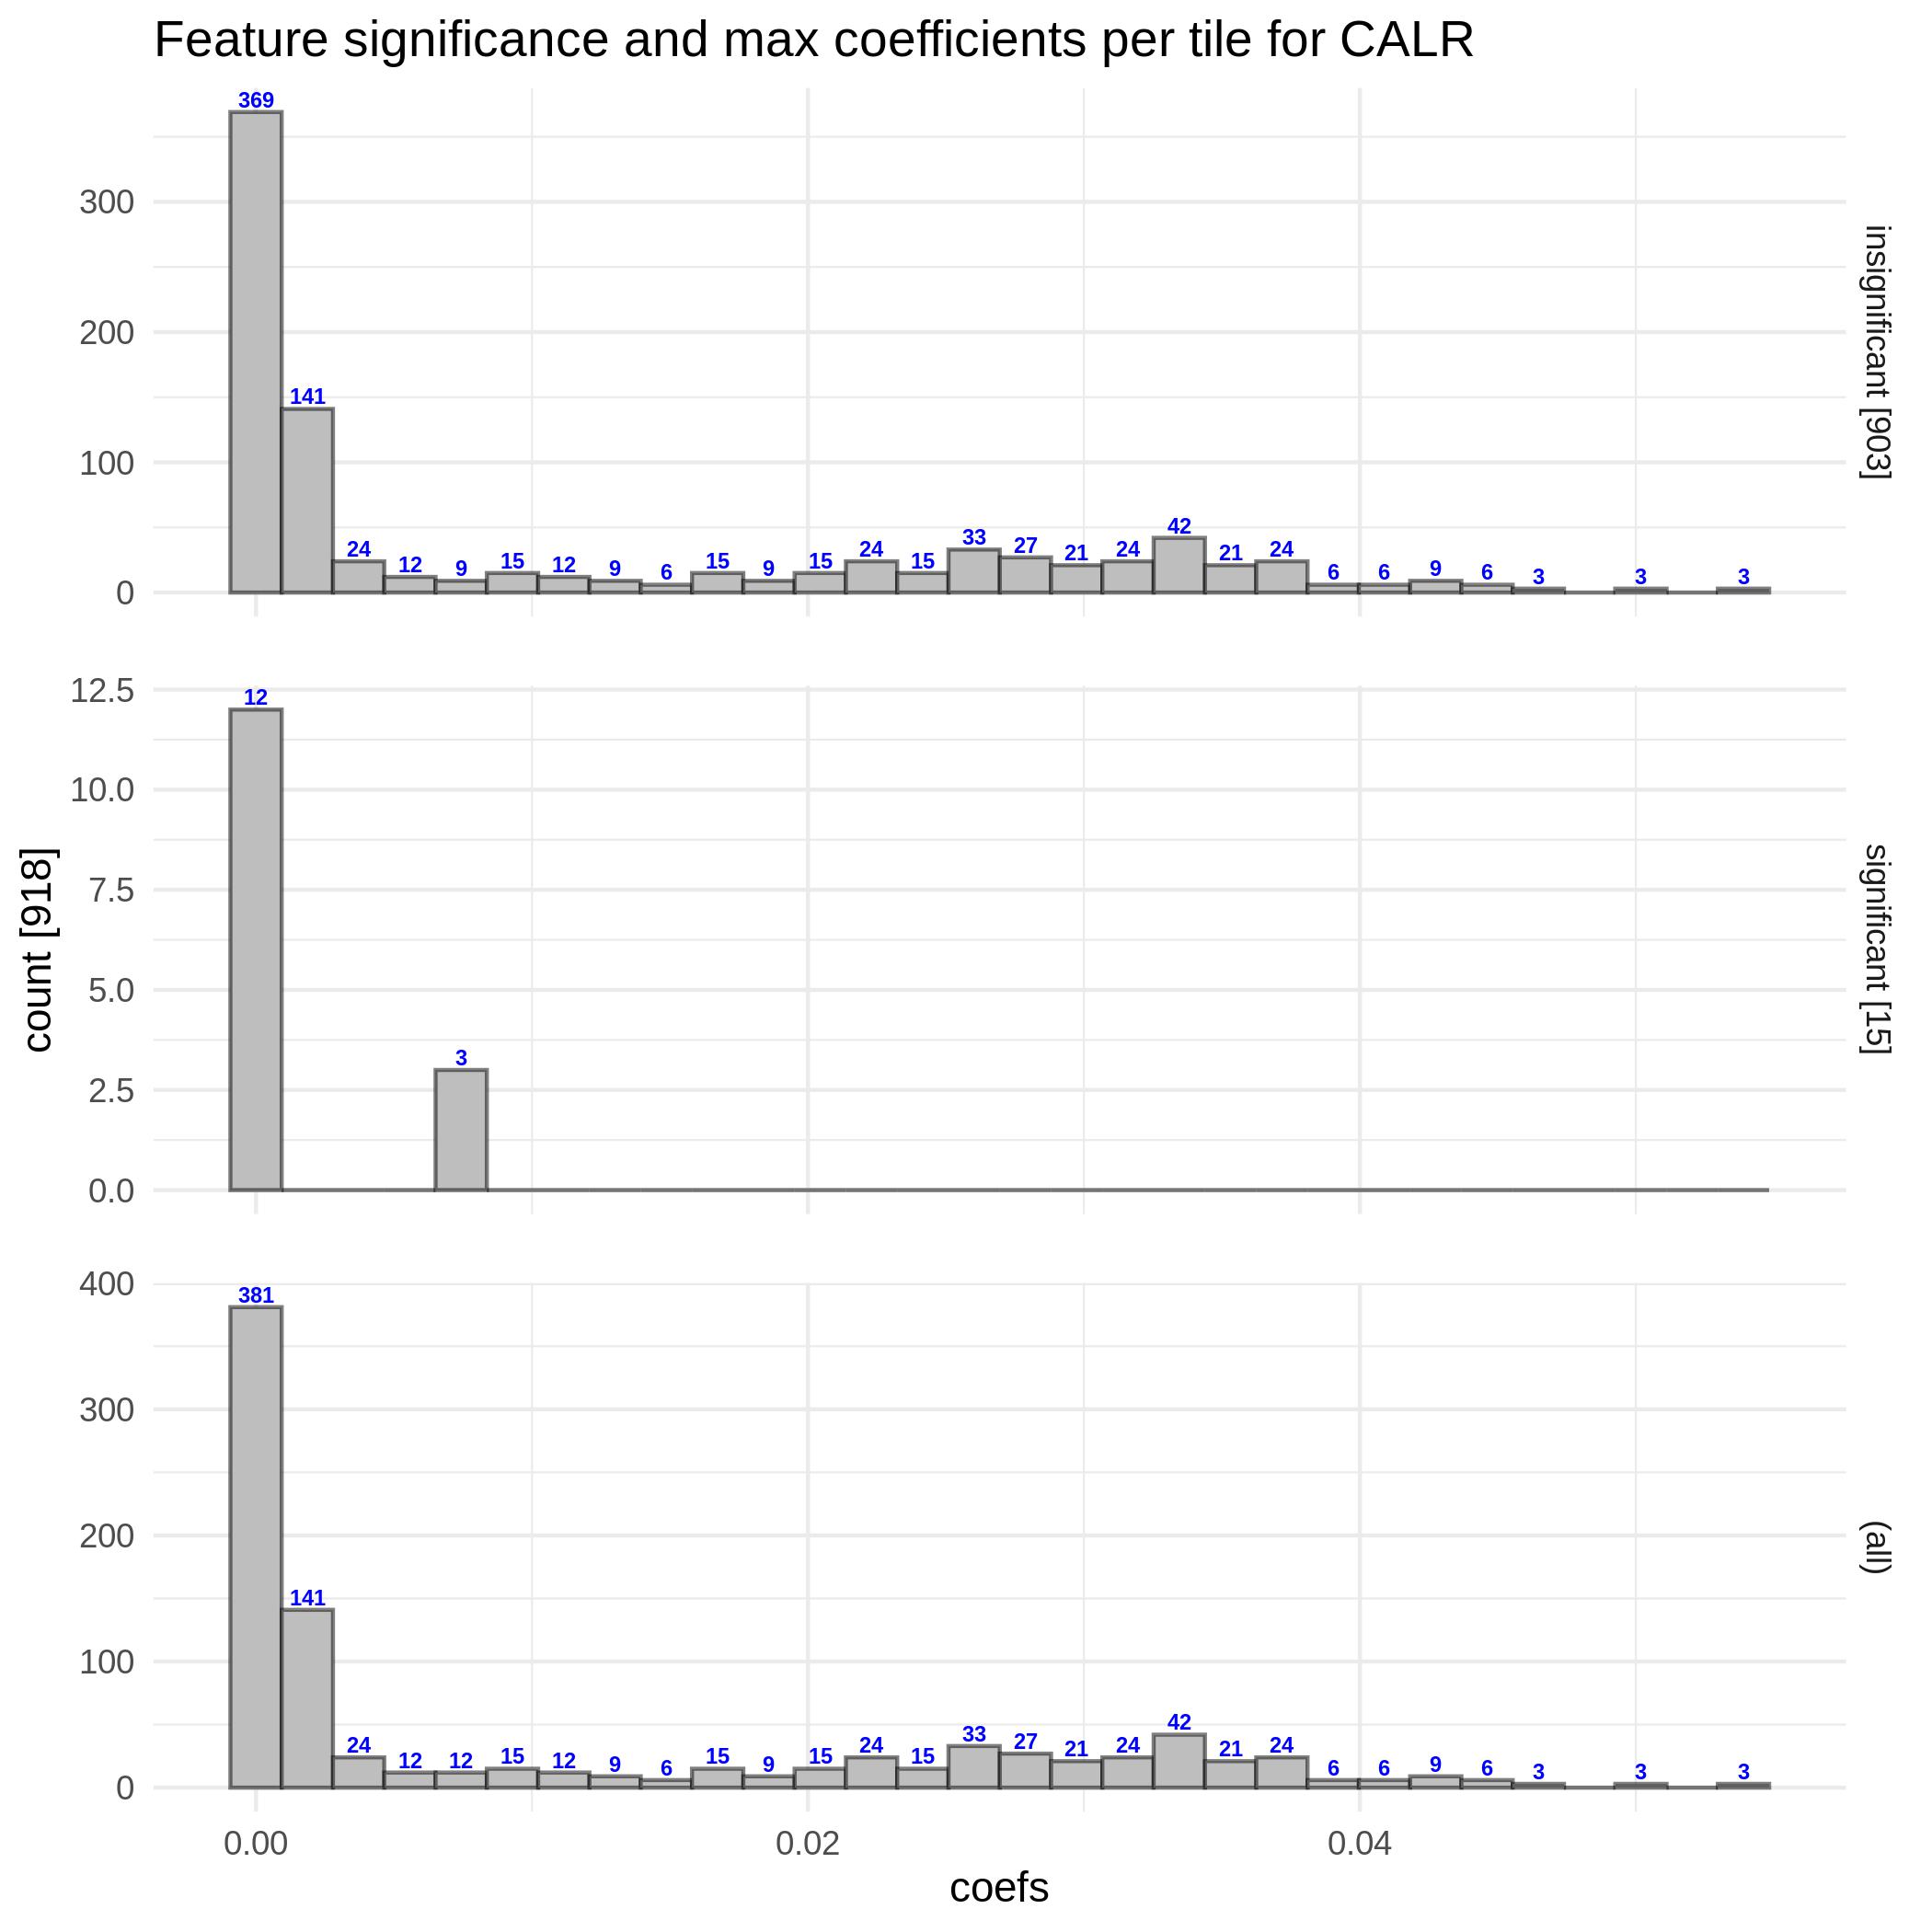 Feature significance and max coefficients per tile for CALR
369
141
24 12 9 15 12 9 6 15 9 15 24 15 33 27 21 24 42 21 24 6 6 9 6 3 3 3
300
200
100
0
insignificant [903]
12
3
12.5
10.0
7.5
5.0
2.5
0.0
significant [15]
count [918]
381
141
24 12 12 15 12 9 6 15 9 15 24 15 33 27 21 24 42 21 24 6 6 9 6 3 3 3
400
300
200
100
0
(all)
0.00 0.02 0.04
coefs